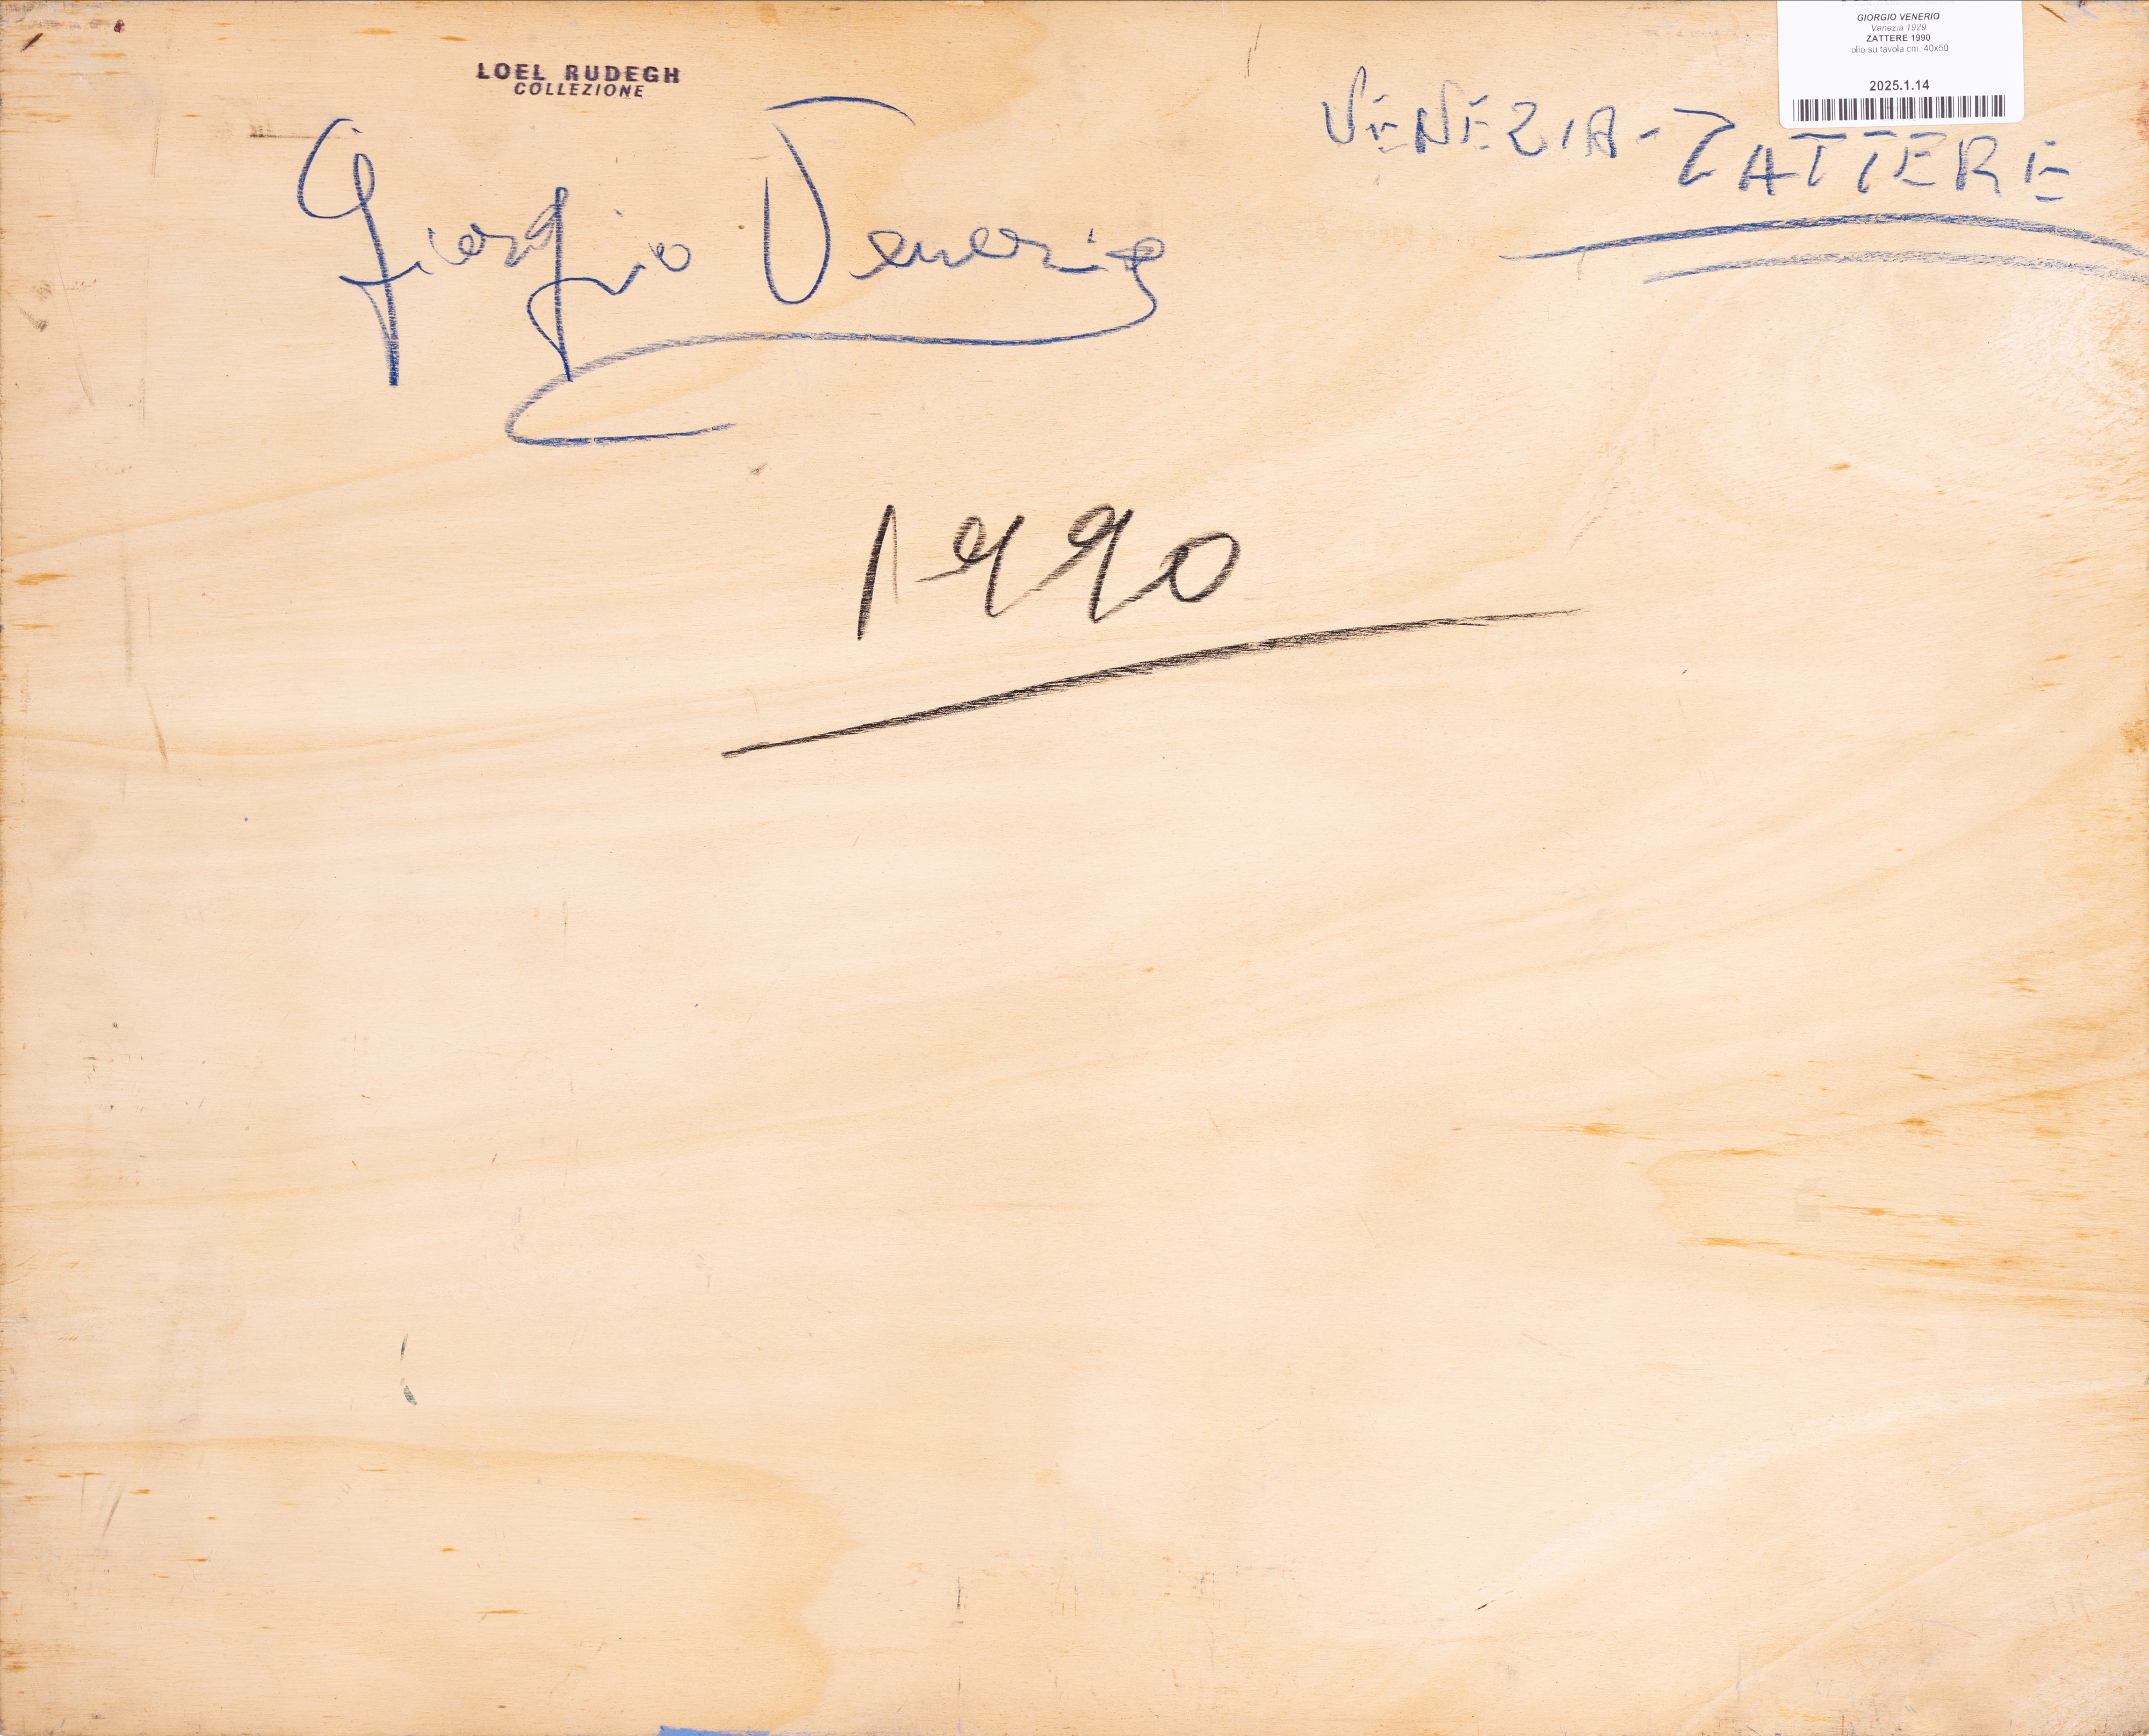 GIORGIO VENERIO
Venezia 1929
ZATTERE 1990
olio su tavola cm. 40x50
2025.1.14
LOEL RUDEGH
COLLEZIONE
VENEZIA - ZATTERE
Giorgio Venerio
1990